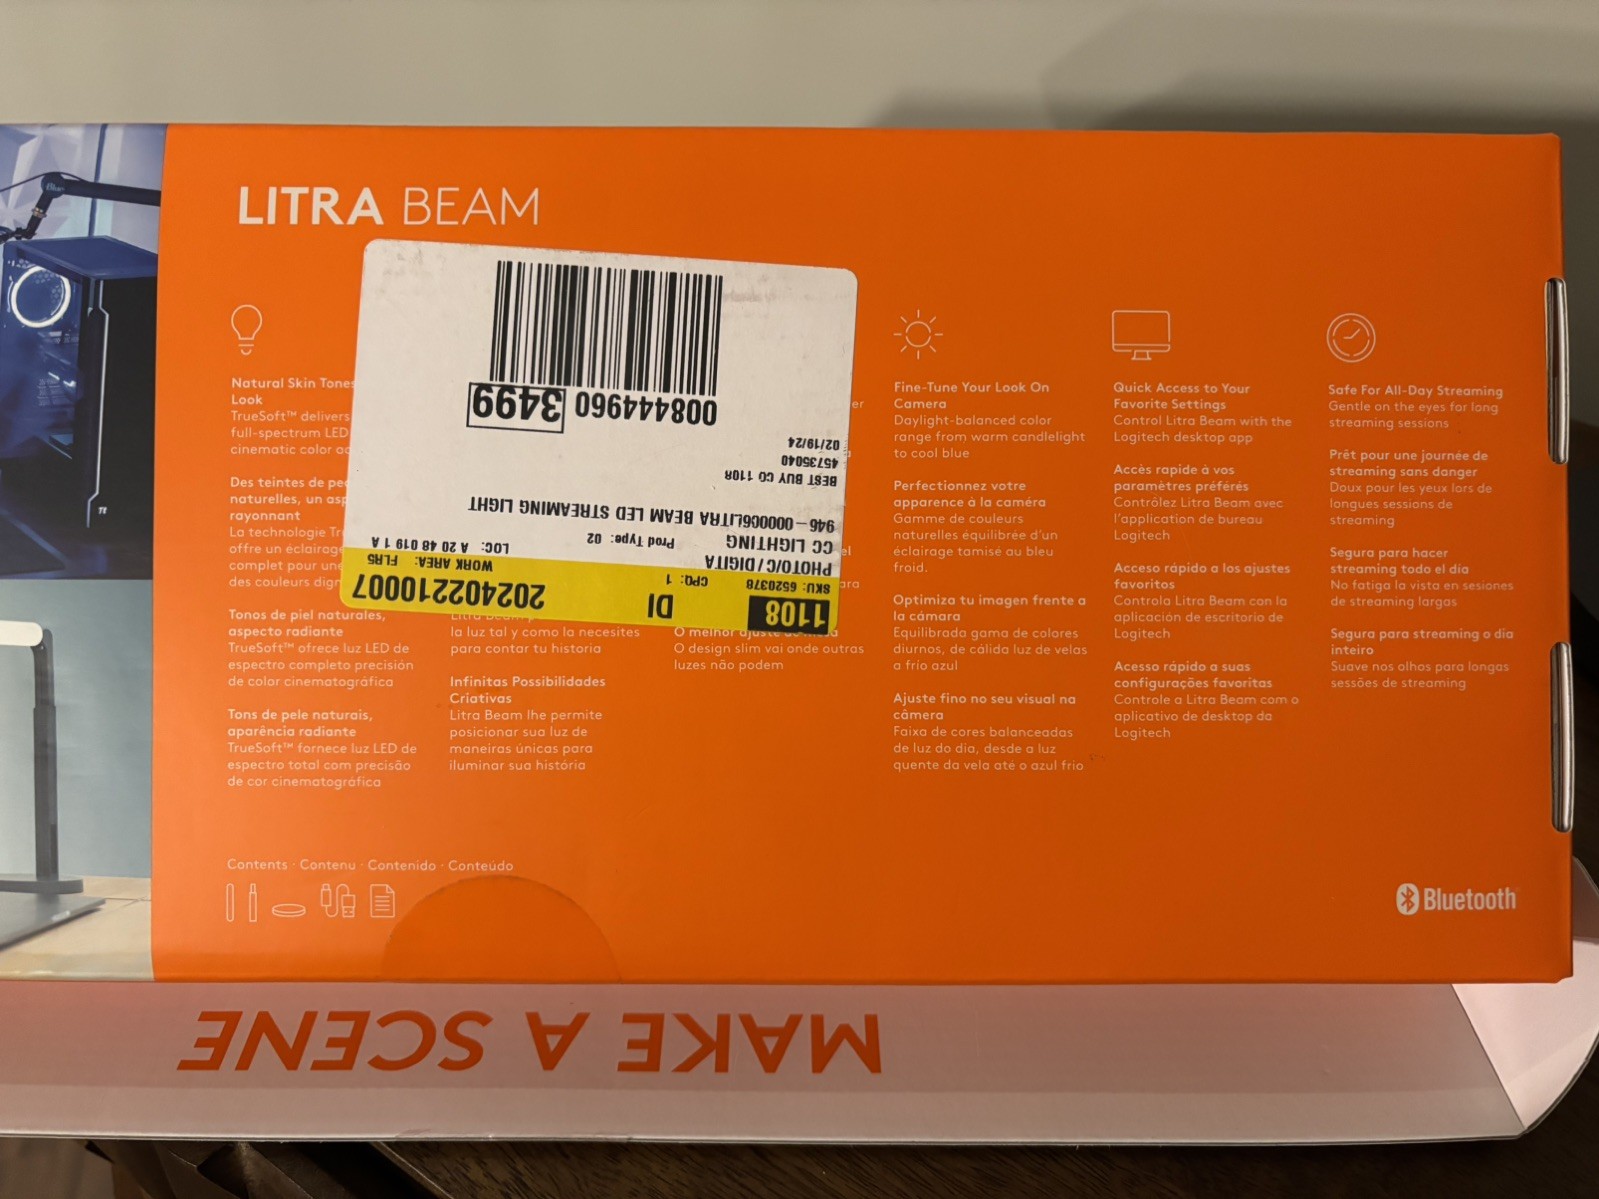 LITRA BEAM
Natural Skin Tones
Look
TrueSoft™ delivers
full-spectrum LED
cinematic color
Des teintes de
naturelles, un
rayonnant
La technologie
offre un éclairage
complet pour une
des couleurs
Tonos de piel naturales,
aspecto radiante
TrueSoft™ ofrece luz LED de
espectro completo precisión
de color cinematográfica
Tons de pele naturais,
aparência radiante
TrueSoft™ fornece luz LED de
espectro total com precisão
de cor cinematográfica
la luz tal y como la necesites
para contar tu historia
Infinitas Possibilidades
Criativas
Litra Beam lhe permite
posicionar sua luz de
maneiras únicas para
iluminar sua história
O melhor
O design slim vai onde outras
luzes não podem
Fine-Tune Your Look On
Camera
Daylight-balanced color
range from warm candlelight
to cool blue
Perfectionnez votre
apparence à la caméra
Gamme de couleurs
naturelles équilibrée d'un
éclairage tamisé au bleu
froid.
Optimiza tu imagen frente a
la cámara
Equilibrada gama de colores
diurnos, de cálida luz de velas
a frío azul
Ajuste fino no seu visual na
câmera
Faixa de cores balanceadas
de luz do dia, desde a luz
quente da vela até o azul frio
Quick Access to Your
Favorite Settings
Control Litra Beam with the
Logitech desktop app
Accès rapide à vos
paramètres préférés
Contrôlez Litra Beam avec
l'application de bureau
Logitech
Acceso rápido a los ajustes
favoritos
Controla Litra Beam con la
aplicación de escritorio de
Logitech
Acesso rápido a suas
configurações favoritas
Controle a Litra Beam com o
aplicativo de desktop da
Logitech
Safe For All-Day Streaming
Gentle on the eyes for long
streaming sessions
Prêt pour une journée de
streaming sans danger
Doux pour les yeux lors de
longues sessions de
streaming
Segura para hacer
streaming todo el día
No fatiga la vista en sesiones
de streaming largas
Segura para streaming o dia
inteiro
Suave nos olhos para longas
sessões de streaming
Contents · Contenu · Contenido · Conteúdo
Bluetooth
1108 DI 202402210007
SKU: 6520378 CPQ: 1 WORK AREA: FLR5
PHOTO/C/DIGITA LOC: A 20 48 019 1 A
CC LIGHTING Prod Type: 02
946-000006LITRA BEAM LED STREAMING LIGHT
BEST BUY CO 1108
45735040
02/19/24
008444960 3499
MAKE A SCENE